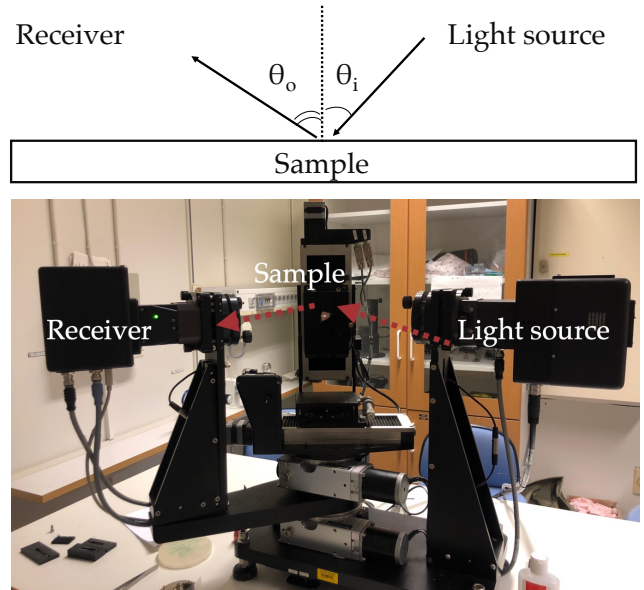 Receiver
Light source
θo
θi
Sample
Sample
Receiver
Light source